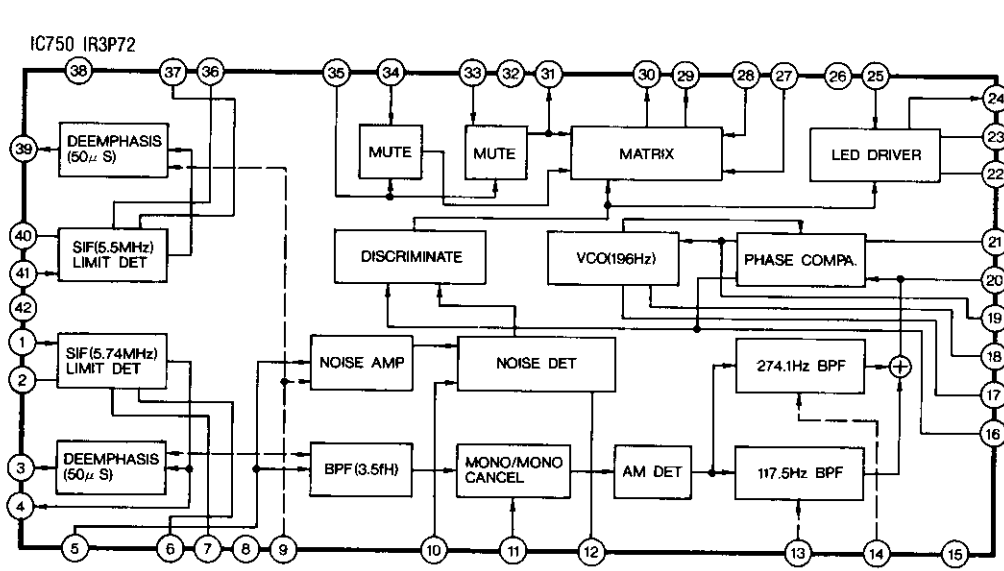 IC750 IR3P72
38 37 36 35 34 33 32 31 30 29 28 27 26 25
24
39 DEEMPHASIS
(50μ S)
MUTE MUTE MATRIX LED DRIVER
23
22
40 SIF(5.5MHz)
41 LIMIT DET
DISCRIMINATE VCO(196Hz) PHASE COMPA.
21
20
42
19
1 SIF(5.74MHz)
2 LIMIT DET
NOISE AMP NOISE DET 274.1Hz BPF
18
17
16
3 DEEMPHASIS
(50μ S)
BPF(3.5fH) MONO/MONO
CANCEL
AM DET 117.5Hz BPF
4
5 6 7 8 9 10 11 12 13 14 15